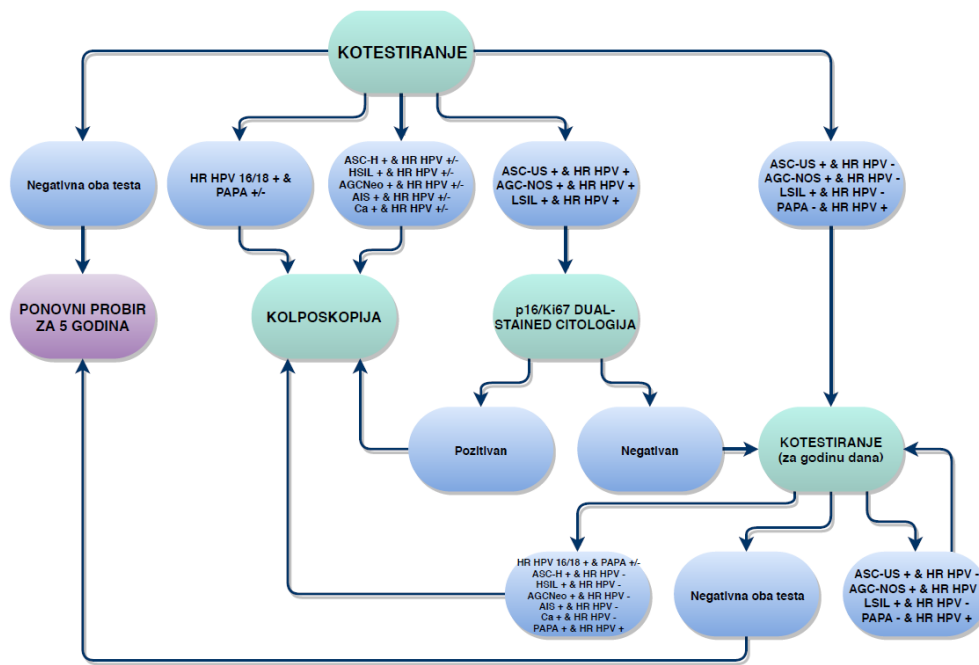 KOTESTIRANJE
Negativna oba testa
HR HPV 16/18 + &
PAPA +/-
ASC-H + & HR HPV +/-
HSIL + & HR HPV +/-
AGCNeo + & HR HPV +/-
AIS + & HR HPV +/-
Ca + & HR HPV +/-
ASC-US + & HR HPV +
AGC-NOS + & HR HPV +
LSIL + & HR HPV +
ASC-US + & HR HPV -
AGC-NOS + & HR HPV -
LSIL + & HR HPV -
PAPA - & HR HPV +
PONOVNI PROBIR
ZA 5 GODINA
KOLPOSKOPIJA
p16/Ki67 DUAL-
STAINED CITOLOGIJA
Pozitivan
Negativan
KOTESTIRANJE
(za godinu dana)
HR HPV 16/18 + & PAPA +/-
ASC-H + & HR HPV -
HSIL + & HR HPV -
AGCNeo + & HR HPV -
AIS + & HR HPV -
Ca + & HR HPV -
PAPA + & HR HPV +
Negativna oba testa
ASC-US + & HR HPV -
AGC-NOS + & HR HPV
LSIL + & HR HPV -
PAPA - & HR HPV +